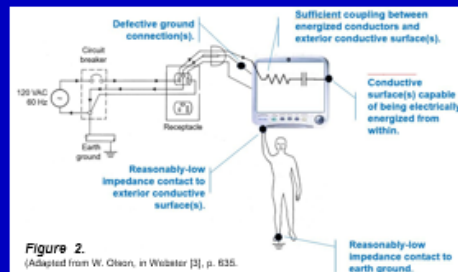 Defective ground
connection(s).
Sufficient coupling between
energized conductors and
exterior conductive surface(s).
Circuit
breaker
120 VAC
60 Hz
Receptacle
Earth
ground
Conductive
surface(s) capable
of being electrically
energized from
within.
Reasonably-low
impedance contact to
exterior conductive
surface(s).
Reasonably-low
impedance contact to
earth ground.
Figure 2.
(Adapted from W. Olson, in Webster [3], p. 635.